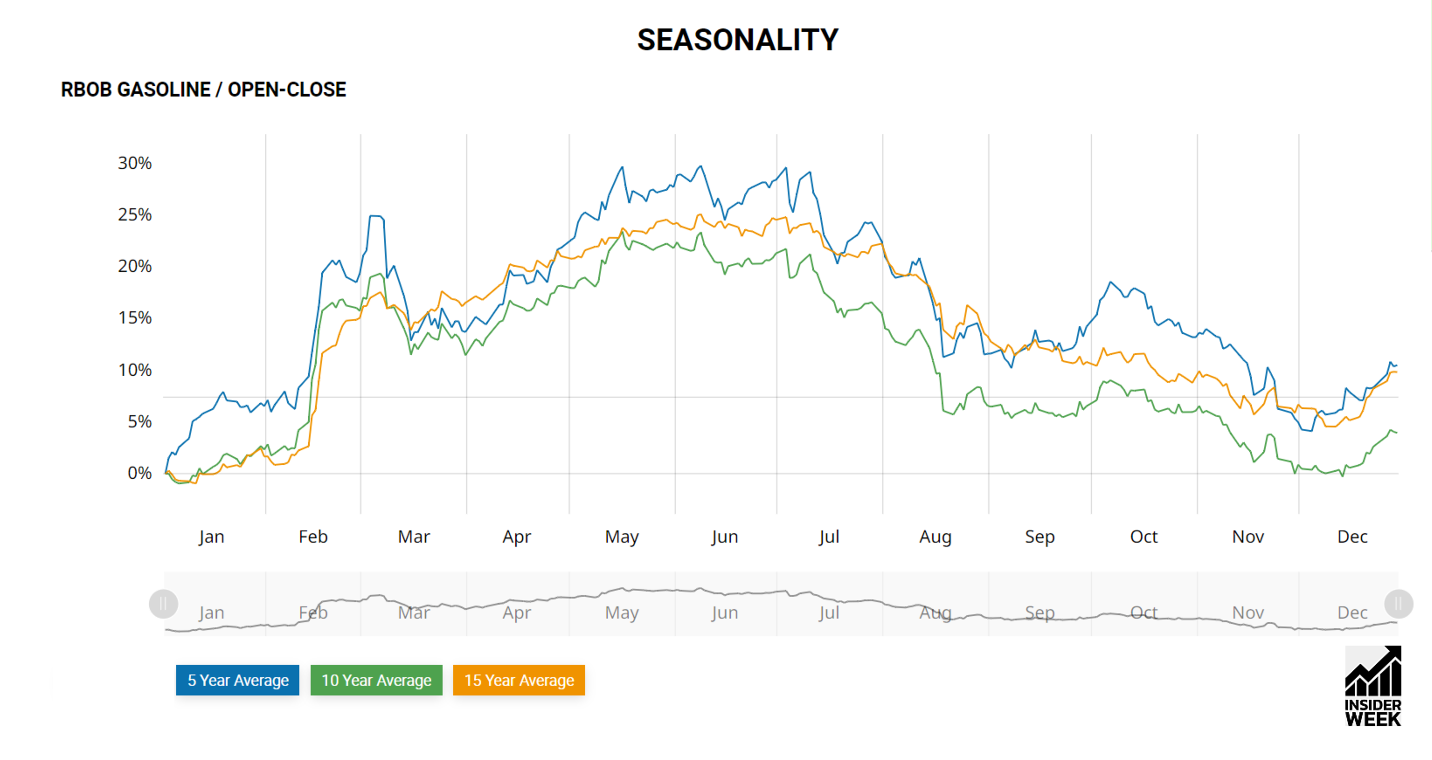 SEASONALITY
RBOB GASOLINE / OPEN-CLOSE
30%
25%
20%
15%
10%
5%
0%
Jan Feb Mar Apr May Jun Jul Aug Sep Oct Nov Dec
Jan Feb Mar Apr May Jun Jul Aug Sep Oct Nov Dec
5 Year Average 10 Year Average 15 Year Average
INSIDER
WEEK